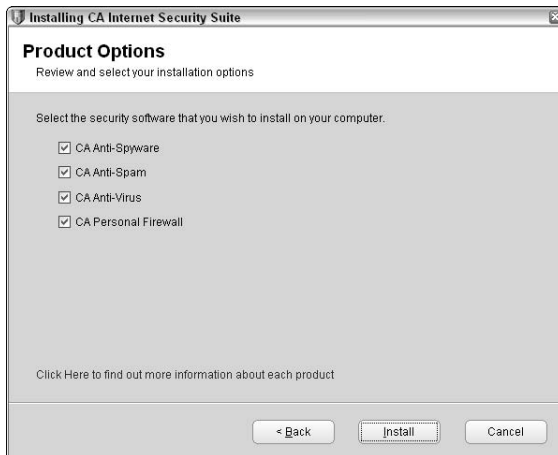 Installing CA Internet Security Suite
Product Options
Review and select your installation options
Select the security software that you wish to install on your computer.
CA Anti-Spyware
CA Anti-Spam
CA Anti-Virus
CA Personal Firewall
Click Here to find out more information about each product
< Back
Install
Cancel